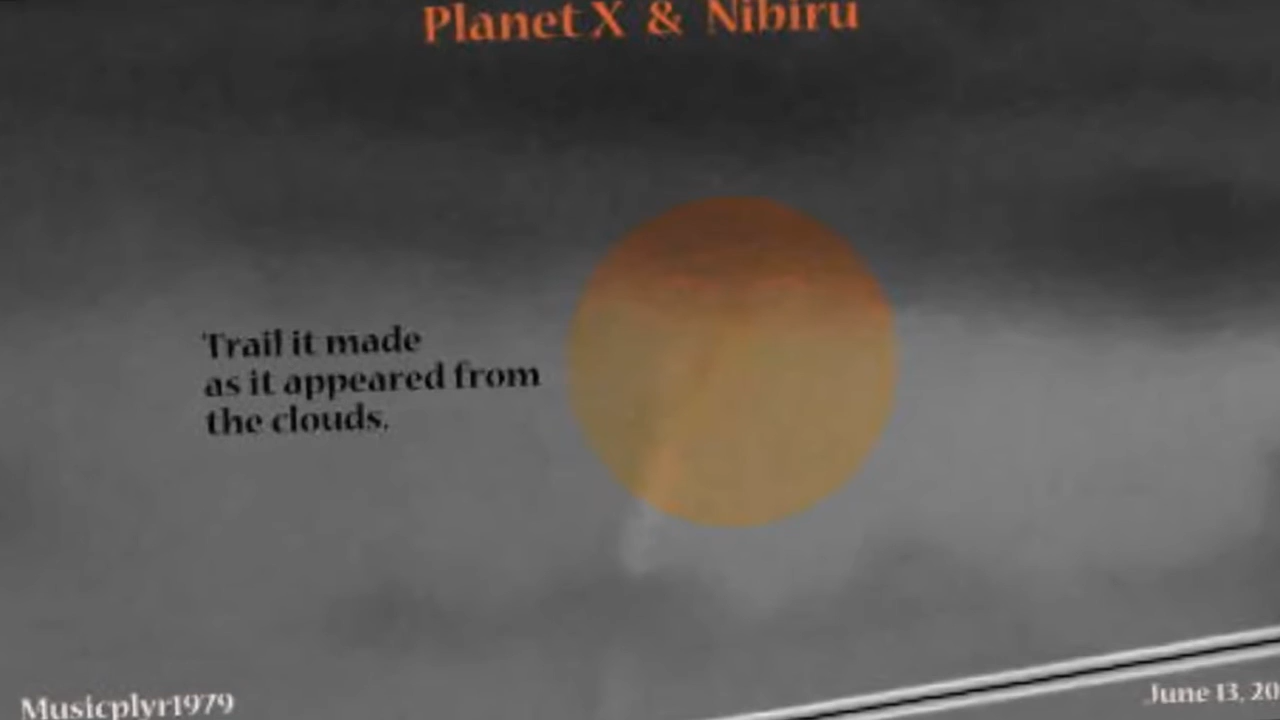 Planet X & Nibiru
Trail it made
as it appeared from
the clouds.
Musicplyr1979
June 13, 20